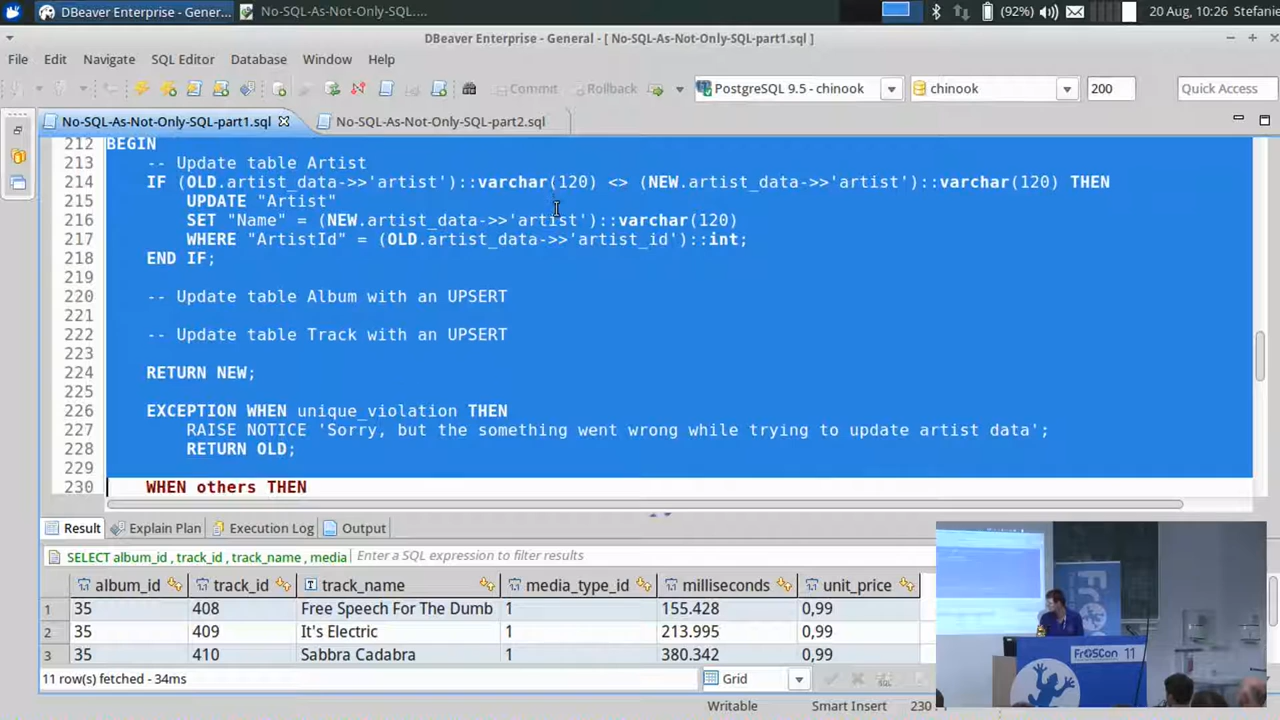 DBeaver Enterprise - Gener... No-SQL-As-Not-Only-SQL.... (92%) 20 Aug, 10:26 Stefanie
DBeaver Enterprise - General - [ No-SQL-As-Not-Only-SQL-part1.sql ]
File Edit Navigate SQL Editor Database Window Help
Commit Rollback PostgreSQL 9.5 - chinook chinook 200 Quick Access
No-SQL-As-Not-Only-SQL-part1.sql No-SQL-As-Not-Only-SQL-part2.sql
212 BEGIN
213 -- Update table Artist
214 IF (OLD.artist_data->>'artist')::varchar(120) <> (NEW.artist_data->>'artist')::varchar(120) THEN
215 UPDATE "Artist"
216 SET "Name" = (NEW.artist_data->>'artist')::varchar(120)
217 WHERE "ArtistId" = (OLD.artist_data->>'artist_id')::int;
218 END IF;
219
220 -- Update table Album with an UPSERT
221
222 -- Update table Track with an UPSERT
223
224 RETURN NEW;
225
226 EXCEPTION WHEN unique_violation THEN
227 RAISE NOTICE 'Sorry, but the something went wrong while trying to update artist data';
228 RETURN OLD;
229
230 WHEN others THEN
Result Explain Plan Execution Log Output
SELECT album_id , track_id , track_name , media Enter a SQL expression to filter results
album_id track_id track_name media_type_id milliseconds unit_price
1 35 408 Free Speech For The Dumb 1 155.428 0,99
2 35 409 It's Electric 1 213.995 0,99
3 35 410 Sabbra Cadabra 1 380.342 0,99
11 row(s) fetched - 34ms Grid
Writable Smart Insert
FrOSCon 11